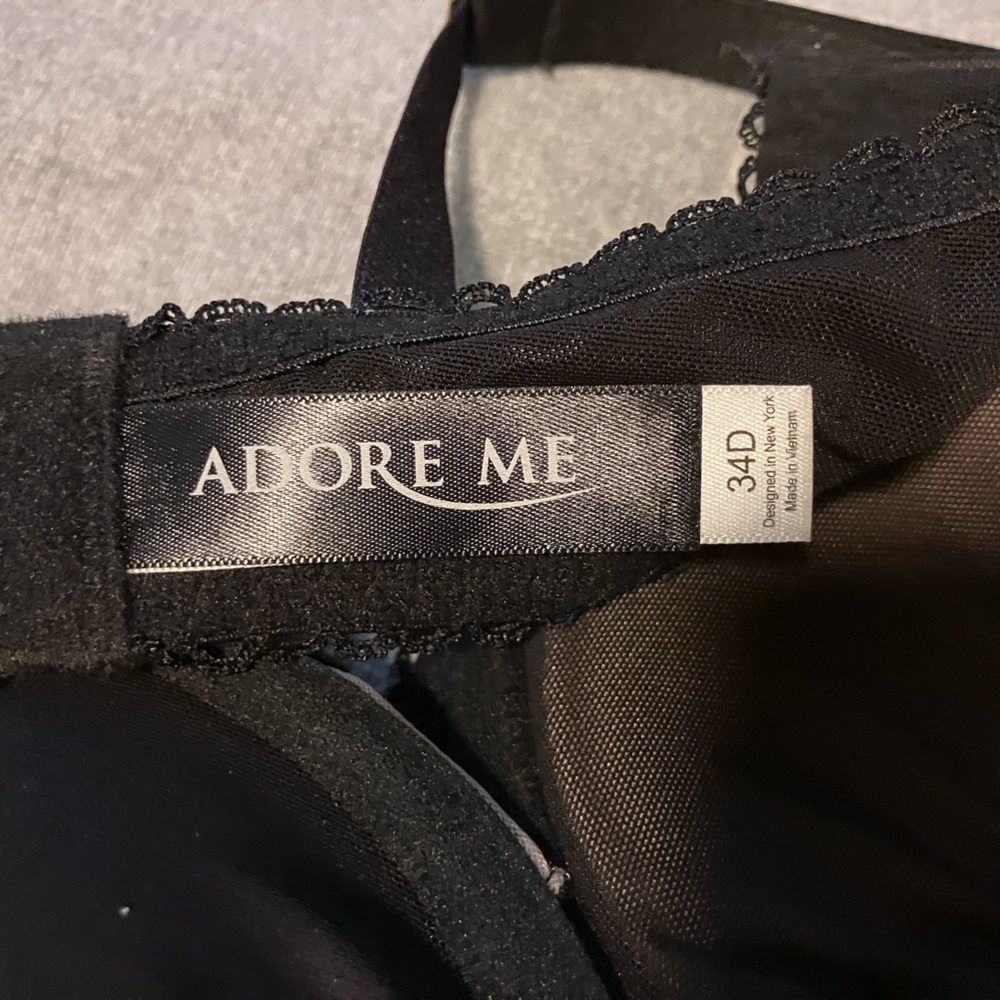 ADORE ME
34D
Designed in New York
Made in Vietnam